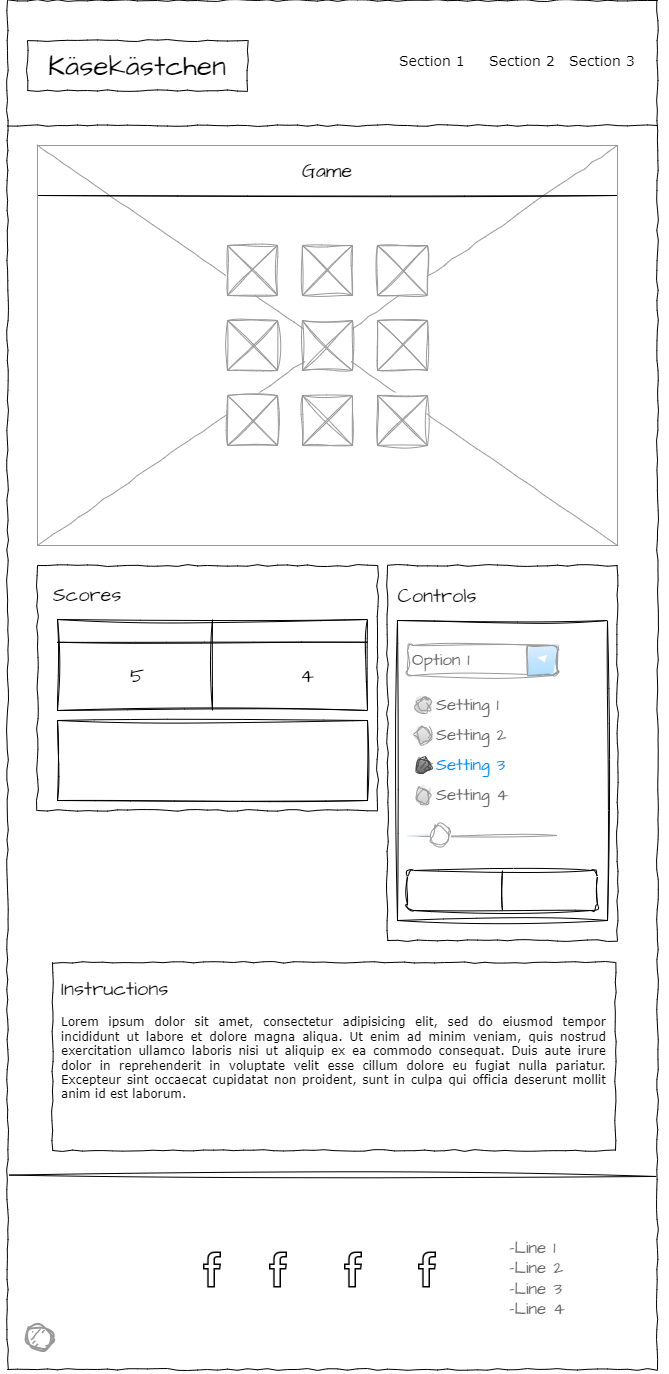 Käsekästchen
Section 1 Section 2 Section 3
Game
Scores
5 4
Controls
Option 1
Setting 1
Setting 2
Setting 3
Setting 4
Instructions
Lorem ipsum dolor sit amet, consectetur adipisicing elit, sed do eiusmod tempor
incididunt ut labore et dolore magna aliqua. Ut enim ad minim veniam, quis nostrud
exercitation ullamco laboris nisi ut aliquip ex ea commodo consequat. Duis aute irure
dolor in reprehenderit in voluptate velit esse cillum dolore eu fugiat nulla pariatur.
Excepteur sint occaecat cupidatat non proident, sunt in culpa qui officia deserunt mollit
anim id est laborum.
f f f f
-Line 1
-Line 2
-Line 3
-Line 4